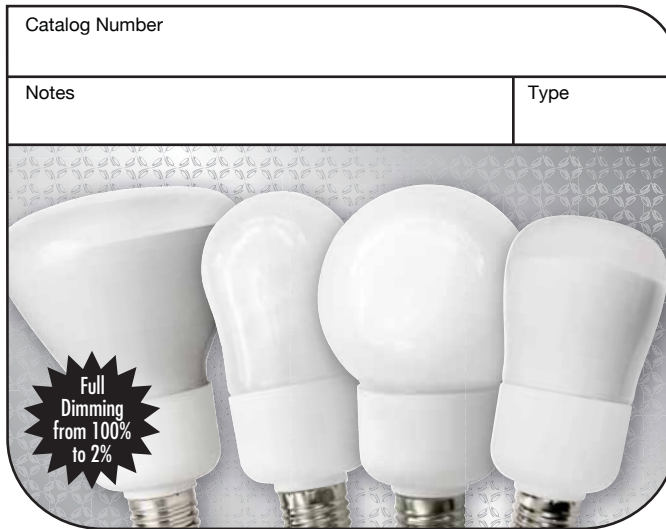 Catalog Number
Notes
Type
Full
Dimming
from 100%
to 2%